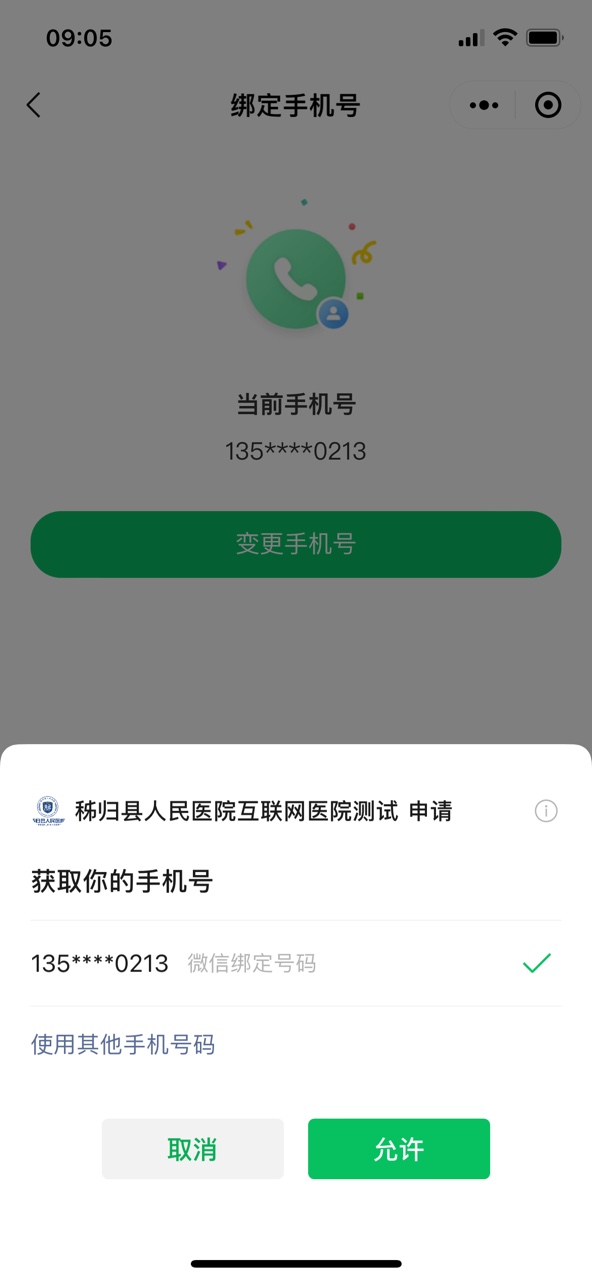 09:05
绑定手机号
当前手机号
135****0213
变更手机号
秭归县人民医院互联网医院测试 申请
获取你的手机号
135****0213 微信绑定号码
使用其他手机号码
取消 允许